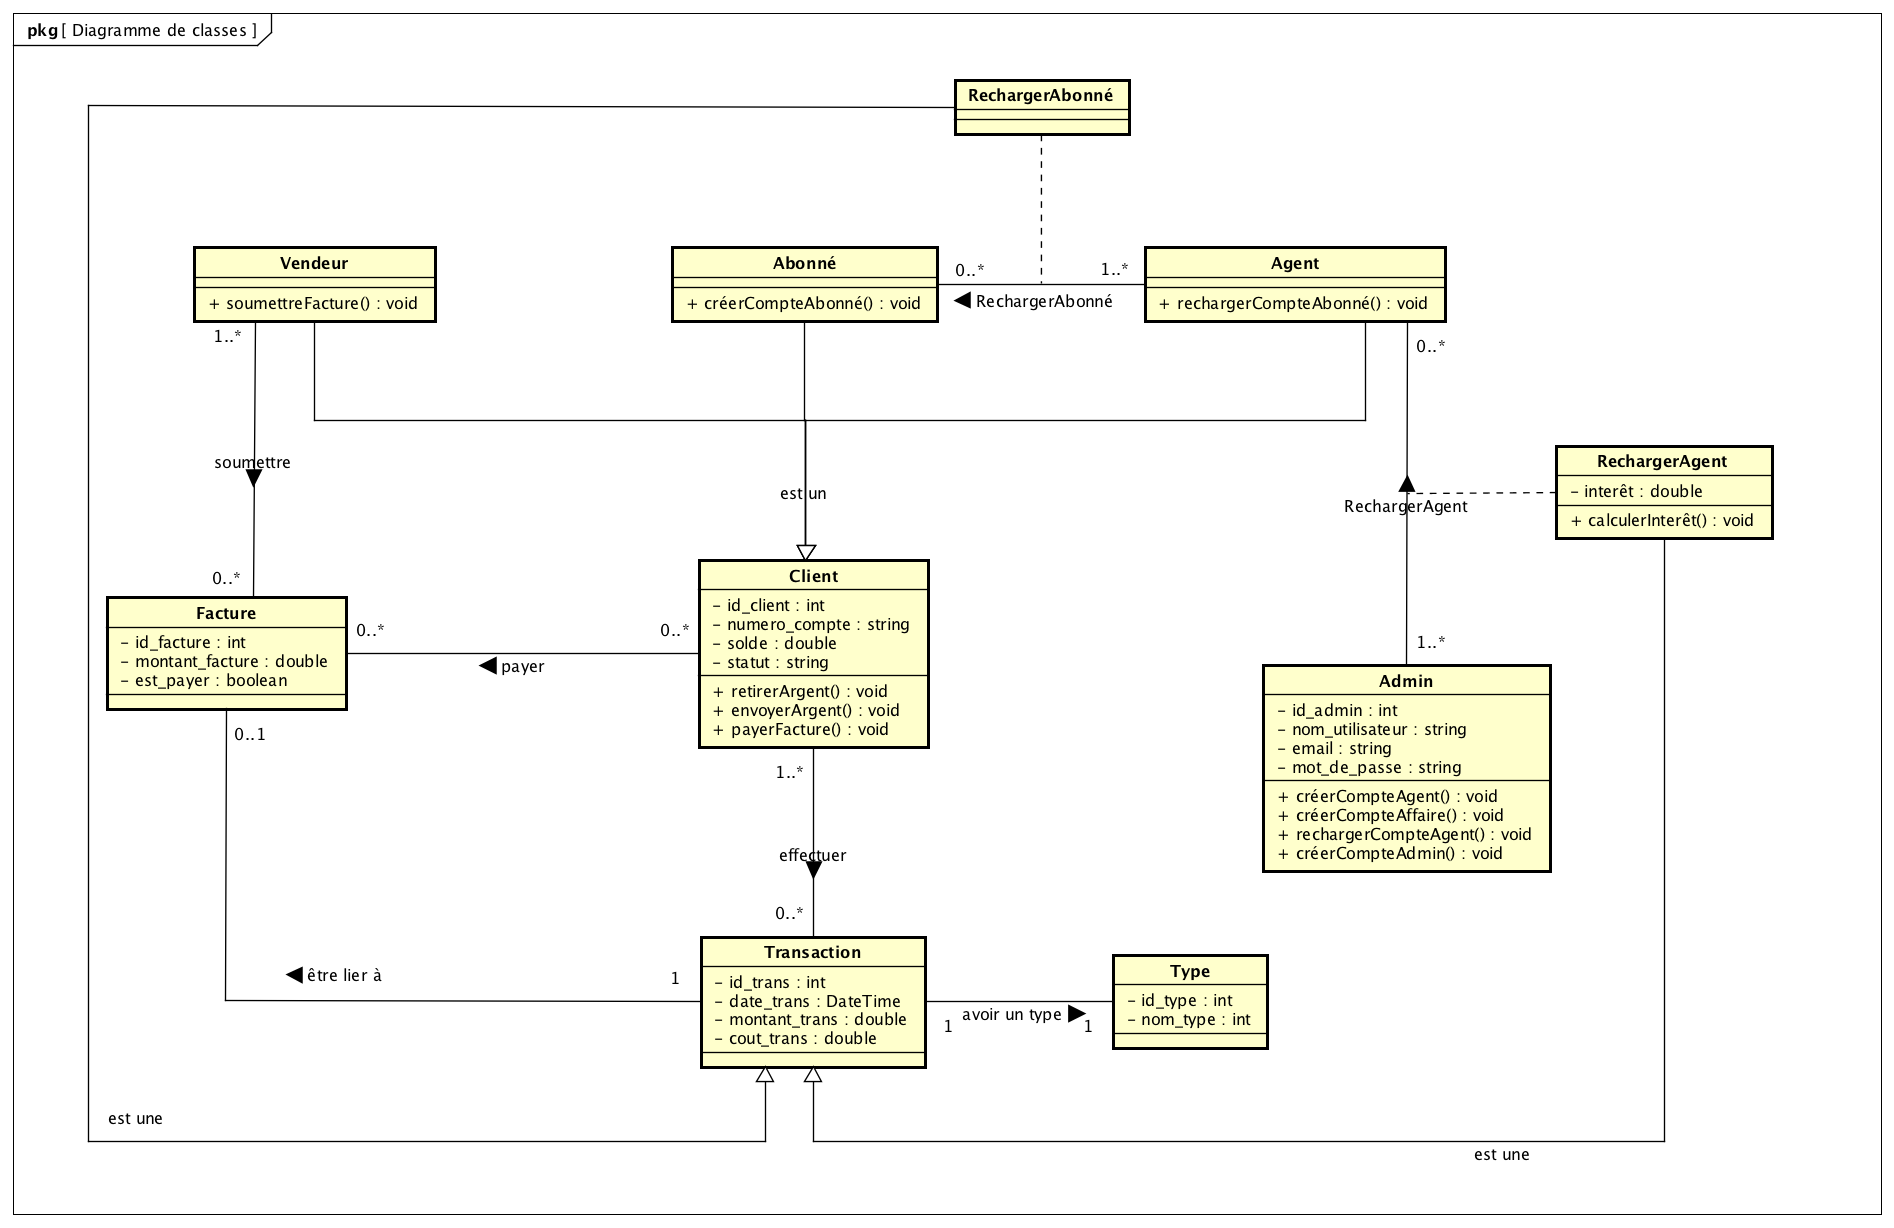 pkg [ Diagramme de classes ]
RechargerAbonné
Vendeur
+ soumettreFacture() : void
Abonné
+ créerCompteAbonné() : void
0..*
1..*
RechargerAbonné
Agent
+ rechargerCompteAbonné() : void
1..*
0..*
soumettre
est un
RechargerAgent
- interêt : double
+ calculerInterêt() : void
RechargerAgent
0..*
Facture
- id_facture : int
- montant_facture : double
- est_payer : boolean
0..*
0..*
payer
Client
- id_client : int
- numero_compte : string
- solde : double
- statut : string
+ retirerArgent() : void
+ envoyerArgent() : void
+ payerFacture() : void
1..*
Admin
- id_admin : int
- nom_utilisateur : string
- email : string
- mot_de_passe : string
+ créerCompteAgent() : void
+ créerCompteAffaire() : void
+ rechargerCompteAgent() : void
+ créerCompteAdmin() : void
0..1
1..*
effectuer
0..*
être lier à
1
Transaction
- id_trans : int
- date_trans : DateTime
- montant_trans : double
- cout_trans : double
1
avoir un type
1
Type
- id_type : int
- nom_type : int
est une
est une